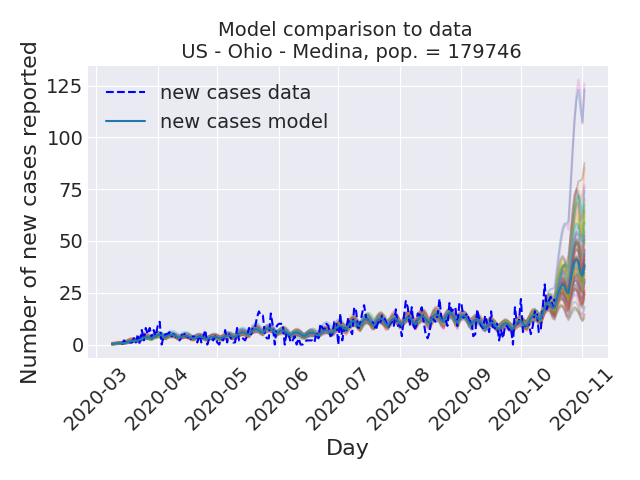 Model comparison to data
US - Ohio - Medina, pop. = 179746
Number of new cases reported
125
100
75
50
25
0
new cases data
new cases model
2020-03
2020-04
2020-05
2020-06
2020-07
2020-08
2020-09
2020-10
2020-11
Day